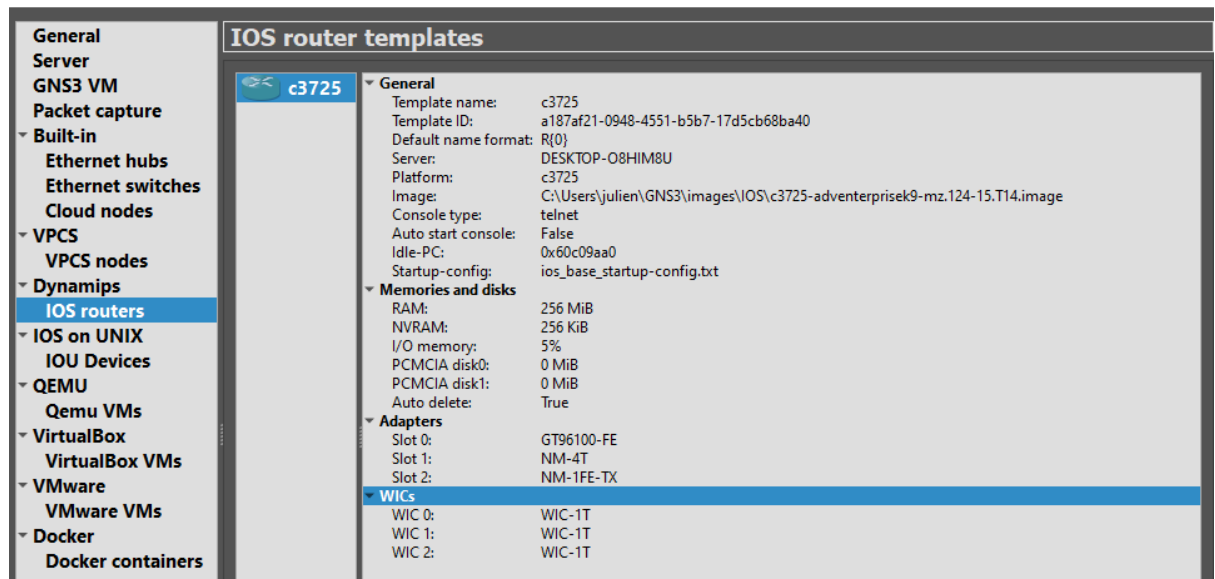 General
Server
GNS3 VM
Packet capture
Built-in
Ethernet hubs
Ethernet switches
Cloud nodes
VPCS
VPCS nodes
Dynamips
IOS routers
IOS on UNIX
IOU Devices
QEMU
Qemu VMs
VirtualBox
VirtualBox VMs
VMware
VMware VMs
Docker
Docker containers
IOS router templates
c3725
General
Template name: c3725
Template ID: a187af21-0948-4551-b5b7-17d5cb68ba40
Default name format: R{0}
Server: DESKTOP-O8HIM8U
Platform: c3725
Image: C:\Users\julien\GNS3\images\IOS\c3725-adventerprisek9-mz.124-15.T14.image
Console type: telnet
Auto start console: False
Idle-PC: 0x60c09aa0
Startup-config: ios_base_startup-config.txt
Memories and disks
RAM: 256 MiB
NVRAM: 256 KiB
I/O memory: 5%
PCMCIA disk0: 0 MiB
PCMCIA disk1: 0 MiB
Auto delete: True
Adapters
Slot 0: GT96100-FE
Slot 1: NM-4T
Slot 2: NM-1FE-TX
WICs
WIC 0: WIC-1T
WIC 1: WIC-1T
WIC 2: WIC-1T